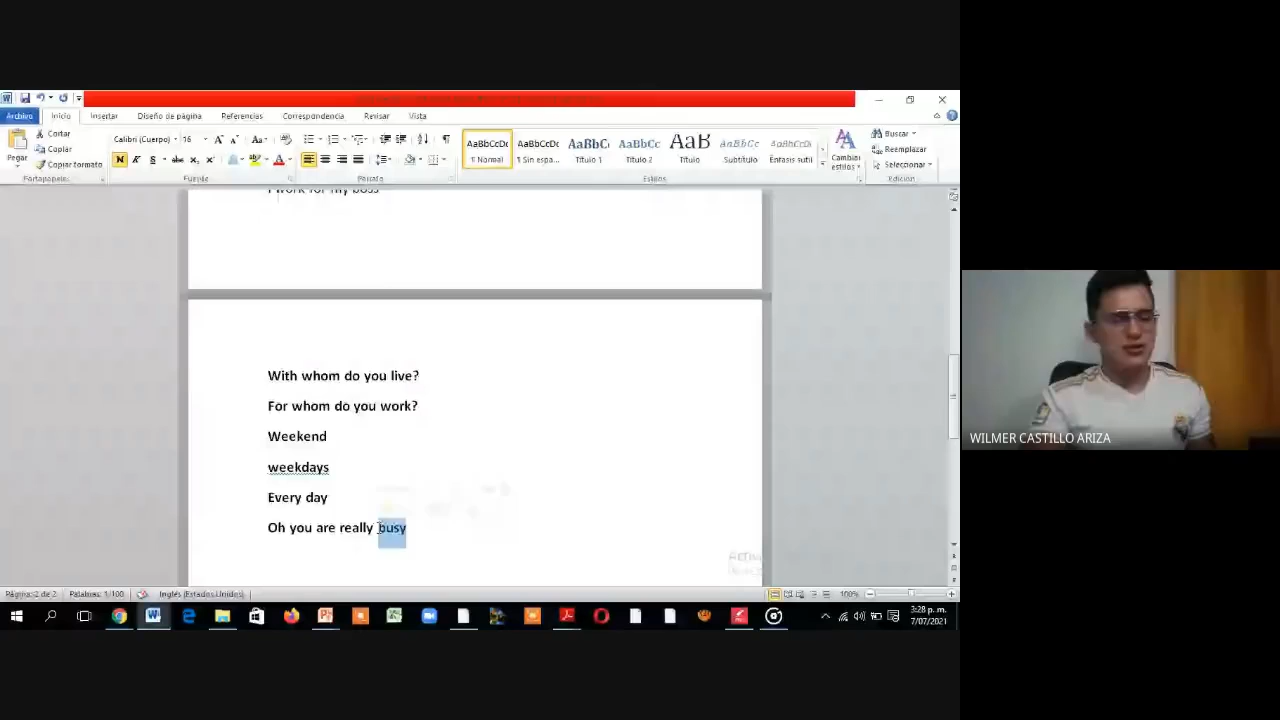 Archivo Inicio Insertar Diseño de página Referencias Correspondencia Revisar Vista
Pegar
Cortar
Copiar
Copiar formato
Portapapeles
Calibri (Cuerpo) 16
Fuente
Párrafo
AaBbCcDc AaBbCcDc AaBbC AaBbCc AaB AaBbCc AaBbCcDc
¶ Normal ¶ Sin espa... Título 1 Título 2 Título Subtítulo Énfasis sutil
Estilos
Cambiar estilos
Buscar
Reemplazar
Seleccionar
Edición
I work for my boss
With whom do you live?
For whom do you work?
Weekend
weekdays
Every day
Oh you are really busy
WILMER CASTILLO ARIZA
Página: 2 de 2 Palabras: 1/100 Inglés (Estados Unidos) 100%
3:28 p. m.
7/07/2021